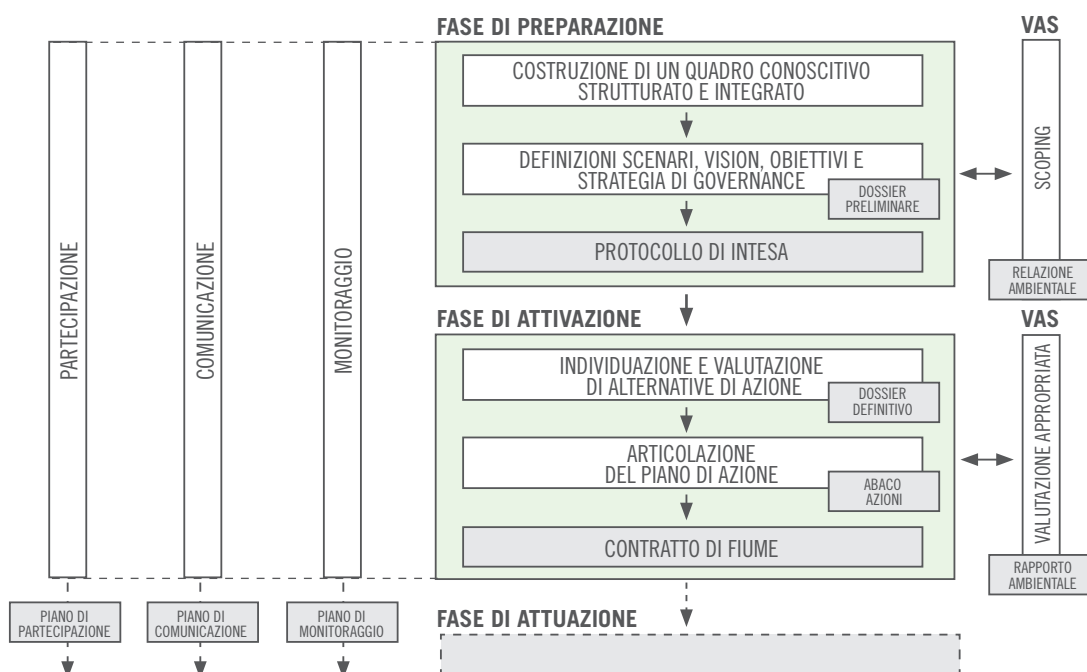 FASE DI PREPARAZIONE
VAS
COSTRUZIONE DI UN QUADRO CONOSCITIVO
STRUTTURATO E INTEGRATO
DEFINIZIONI SCENARI, VISION, OBIETTIVI E
STRATEGIA DI GOVERNANCE
DOSSIER
PRELIMINARE
PROTOCOLLO DI INTESA
SCOPING
RELAZIONE
AMBIENTALE
PARTECIPAZIONE
COMUNICAZIONE
MONITORAGGIO
FASE DI ATTIVAZIONE
VAS
INDIVIDUAZIONE E VALUTAZIONE
DI ALTERNATIVE DI AZIONE
DOSSIER
DEFINITIVO
ARTICOLAZIONE
DEL PIANO DI AZIONE
ABACO
AZIONI
CONTRATTO DI FIUME
VALUTAZIONE APPROPRIATA
RAPPORTO
AMBIENTALE
PIANO DI
PARTECIPAZIONE
PIANO DI
COMUNICAZIONE
PIANO DI
MONITORAGGIO
FASE DI ATTUAZIONE